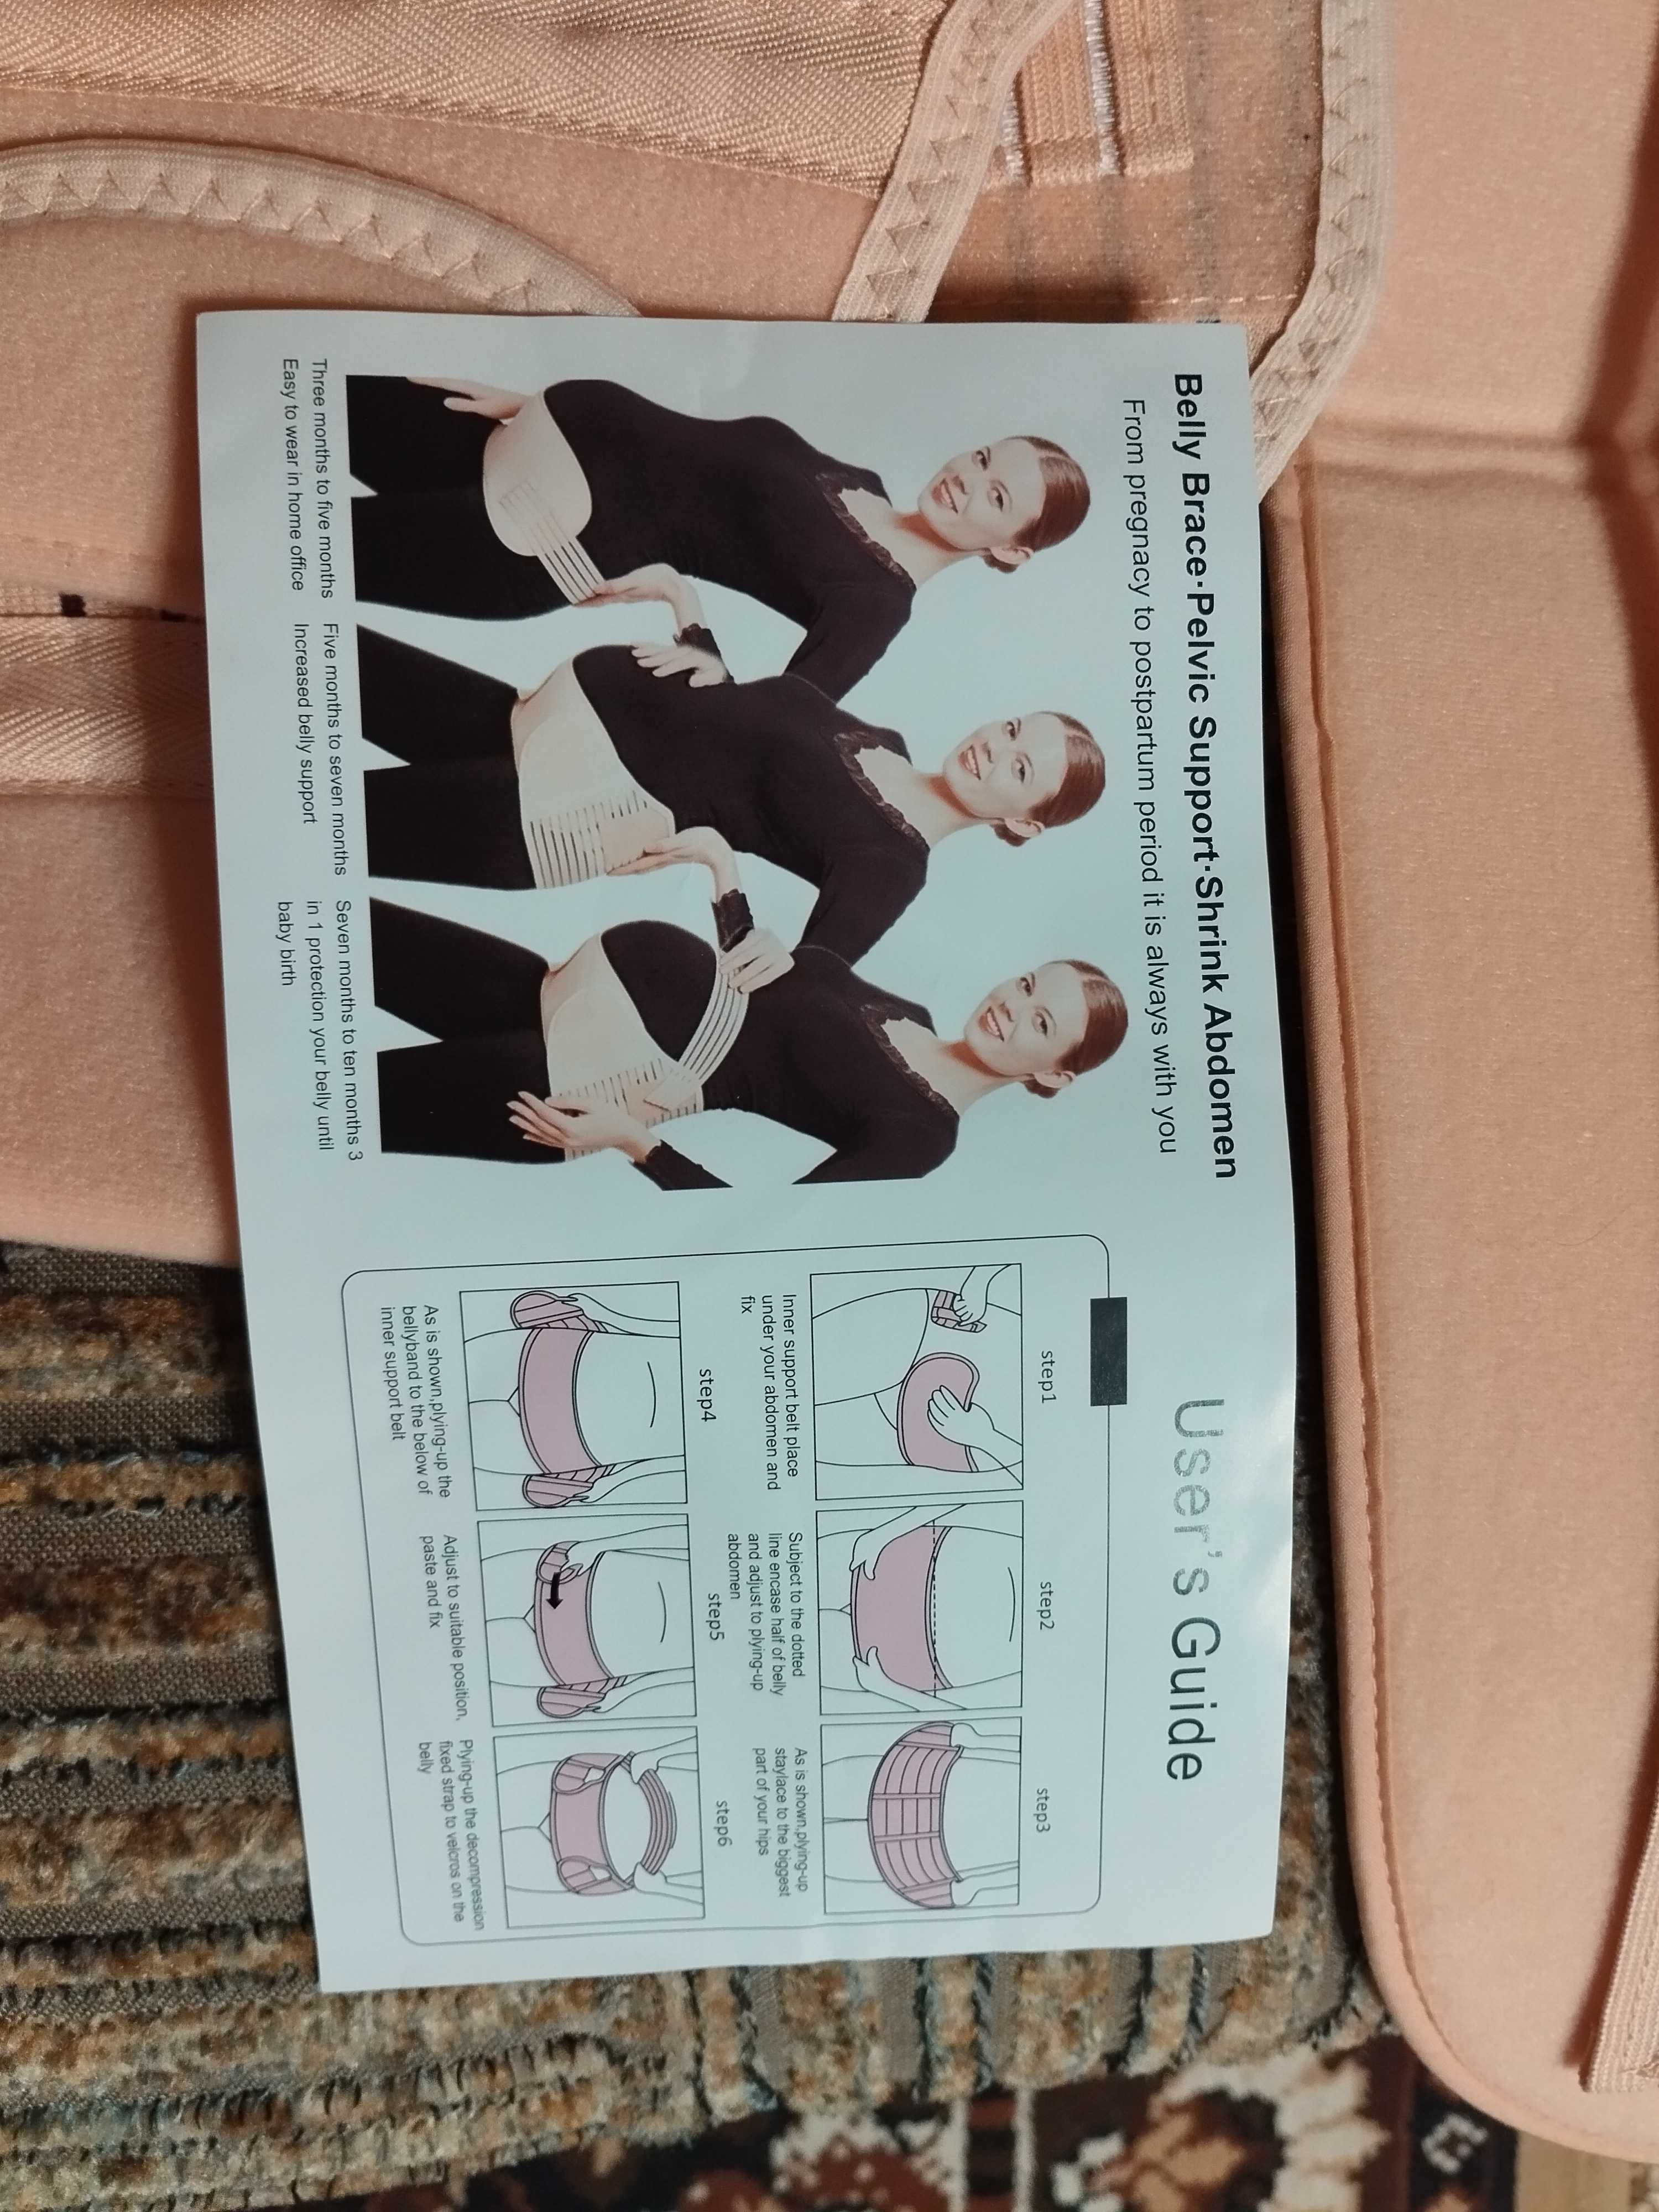 Belly Brace·Pelvic Support·Shrink Abdomen
From pregnancy to postpartum period it is always with you
Three months to five months
Easy to wear in home office
Five months to seven months
Increased belly support
Seven months to ten months 3
in 1 protection your belly until
baby birth
User's Guide
step1
Inner support belt place
under your abdomen and
fix
step2
Subject to the dotted
line encase half of belly
and adjust to plying-up
abdomen
step3
As is shown,plying-up
staylace to the biggest
part of your hips
step4
As is shown,plying-up the
bellyband to the below of
inner support belt
step5
Adjust to suitable position,
paste and fix
step6
Plying-up the decompression
fixed strap to velcros on the
belly